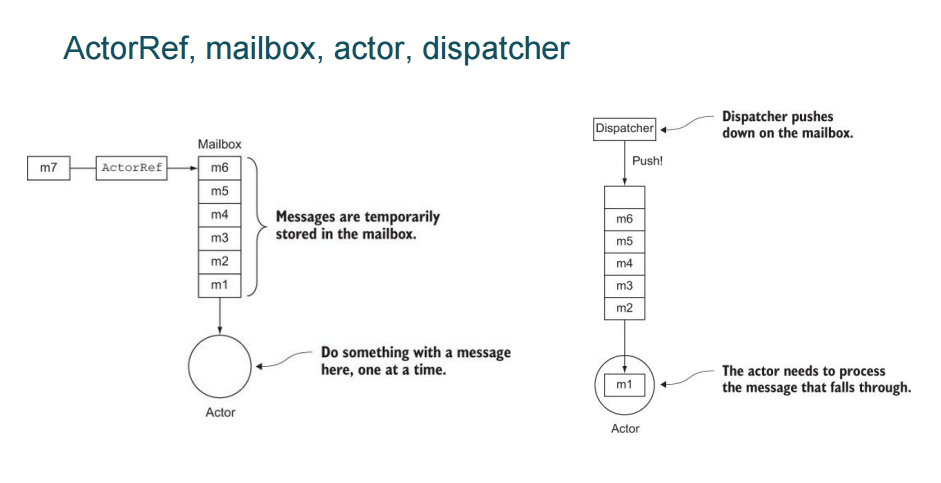 ActorRef, mailbox, actor, dispatcher
Mailbox
m7
ActorRef
m6
m5
m4
m3
m2
m1
Messages are temporarily
stored in the mailbox.
Do something with a message
here, one at a time.
Actor
Dispatcher
Dispatcher pushes
down on the mailbox.
Push!
m6
m5
m4
m3
m2
m1
The actor needs to process
the message that falls through.
Actor